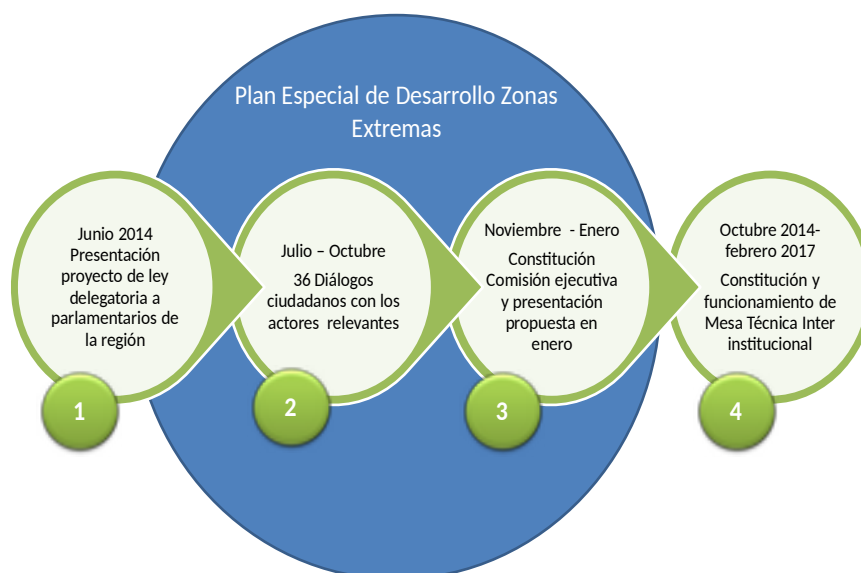 Plan Especial de Desarrollo Zonas
Extremas
Junio 2014
Presentación
proyecto de ley
delegatoria a
parlamentarios de
la región
1
Julio – Octubre
36 Diálogos
ciudadanos con los
actores relevantes
2
Noviembre - Enero
Constitución
Comisión ejecutiva
y presentación
propuesta en
enero
3
Octubre 2014-
febrero 2017
Constitución y
funcionamiento de
Mesa Técnica Inter
institucional
4